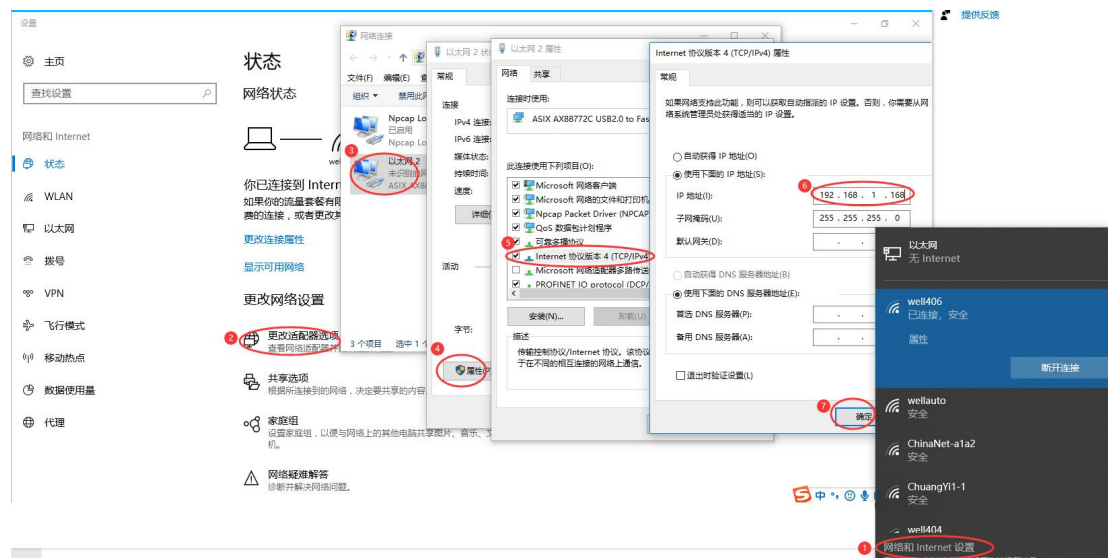 提供反馈
设置
主页
查找设置
网络和 Internet
状态
WLAN
以太网
拨号
VPN
飞行模式
移动热点
数据使用量
代理
状态
网络状态
你已连接到 Intern
如果你的流量套餐有限
费的连接，或者更改其
更改连接属性
显示可用网络
更改网络设置
2
更改适配器选项
查看网络适配器并
共享选项
根据所连接到的网络，决定要共享的内容
家庭组
设置家庭组，以便与网络上的其他电脑共享图片、音乐、文
机。
网络疑难解答
诊断并解决网络问题。
网络连接
文件(F) 编辑(E) 查
组织 禁用此网
Npcap Lo
已启用
Npcap Lo
3
以太网 2
未识别的网
ASIX AX88
3 个项目 选中 1 个
以太网 2 状
常规
连接
IPv4 连接:
IPv6 连接:
媒体状态:
持续时间:
速度:
详细
活动
字节:
4
属性(P)
以太网 2 属性
网络 共享
连接时使用:
ASIX AX88772C USB2.0 to Fas
此连接使用下列项目(O):
Microsoft 网络客户端
Microsoft 网络的文件和打印机
Npcap Packet Driver (NPCAP
QoS 数据包计划程序
5
可靠多播协议
Internet 协议版本 4 (TCP/IPv4)
Microsoft 网络适配器多路传送
PROFINET IO protocol (DCP/
安装(N)... 卸载(U)
描述
传输控制协议/Internet 协议。该协议
于在不同的相互连接的网络上通信。
Internet 协议版本 4 (TCP/IPv4) 属性
常规
如果网络支持此功能，则可以获取自动指派的 IP 设置。否则，你需要从网
络系统管理员处获得适当的 IP 设置。
自动获得 IP 地址(O)
使用下面的 IP 地址(S):
6
IP 地址(I): 192 . 168 . 1 . 168
子网掩码(U): 255 . 255 . 255 . 0
默认网关(D): . .
自动获得 DNS 服务器地址(B)
使用下面的 DNS 服务器地址(E):
首选 DNS 服务器(P): . .
备用 DNS 服务器(A): . .
退出时验证设置(L)
7
确定
以太网
无 Internet
well406
已连接，安全
属性
断开连接
wellauto
安全
ChinaNet-a1a2
安全
ChuangYi1-1
安全
well404
1
网络和 Internet 设置
中